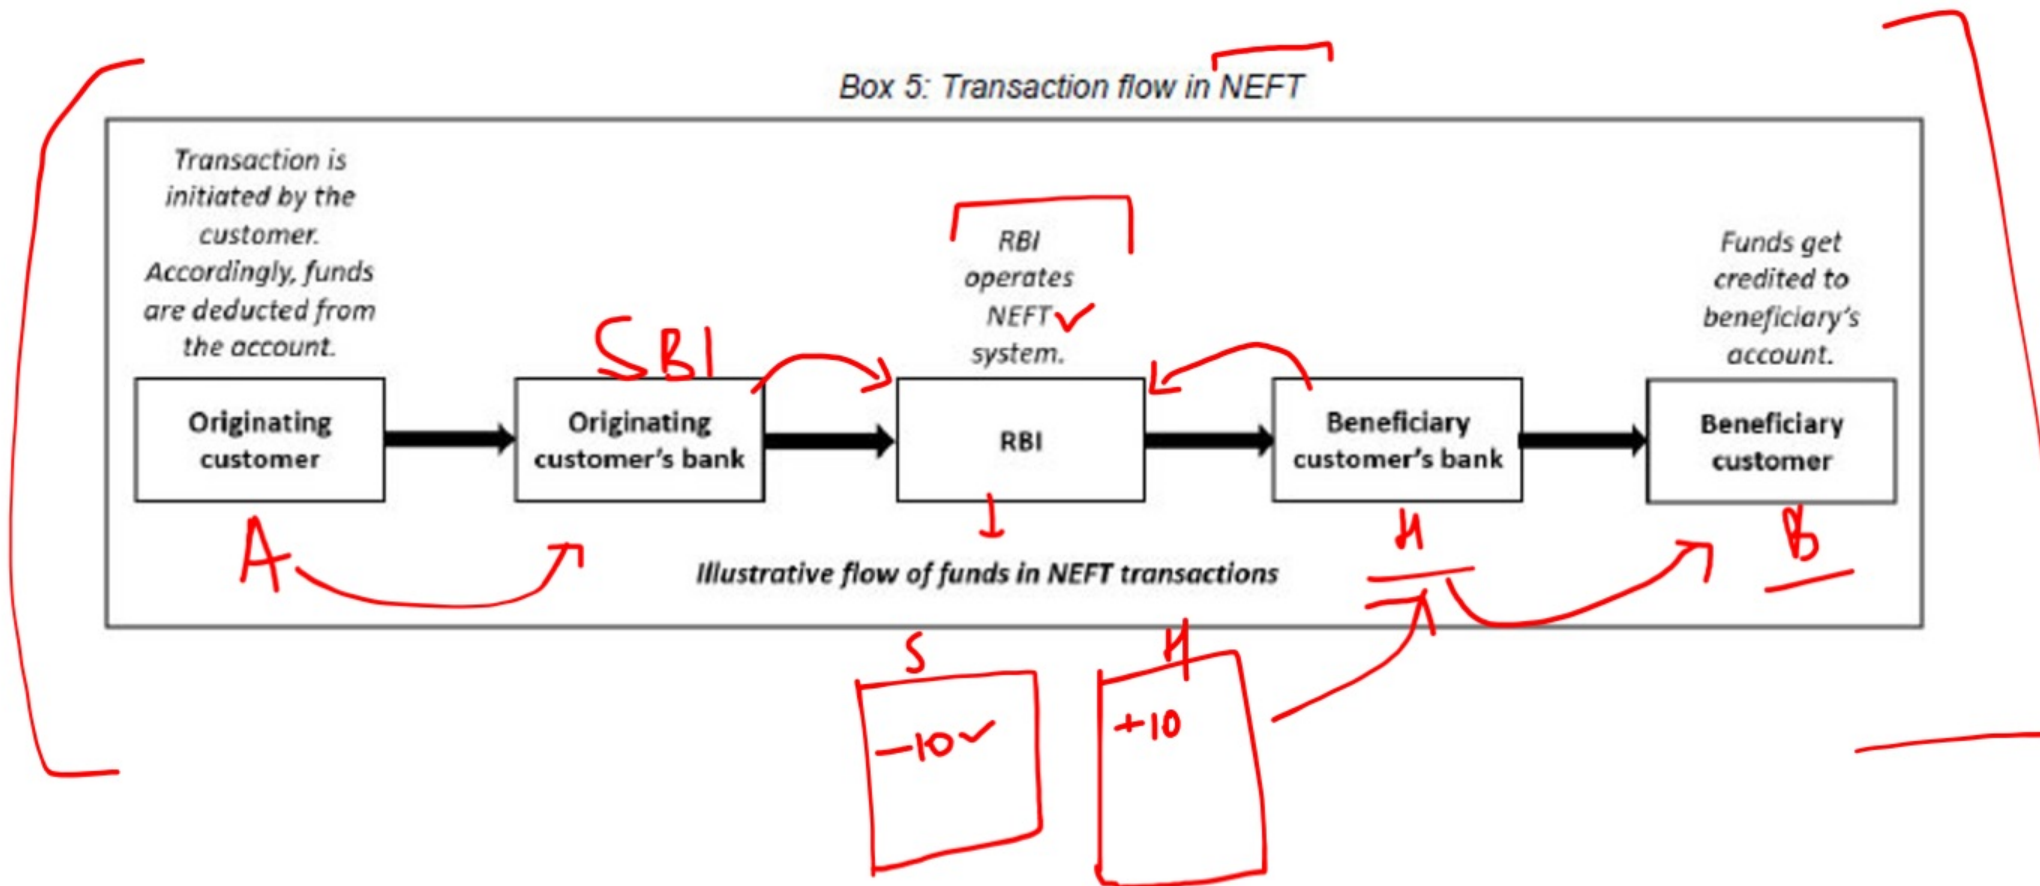 Box 5: Transaction flow in NEFT
Transaction is
initiated by the
customer.
Accordingly, funds
are deducted from
the account.
RBI
operates
NEFT
system.
Funds get
credited to
beneficiary's
account.
SBI
Originating
customer
Originating
customer's bank
RBI
Beneficiary
customer's bank
Beneficiary
customer
A
H
B
Illustrative flow of funds in NEFT transactions
S
H
-10
+10